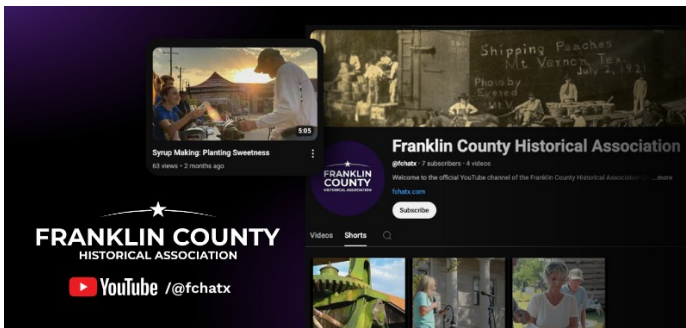 Shipping Peaches
Mt Vernon, Tex.
July 2, 1921
Photo by
Evered
Mt. V.
5:05
Syrup Making: Planting Sweetness
63 views • 2 months ago
Franklin County Historical Association
@fchatx • 7 subscribers • 4 videos
Welcome to the official YouTube channel of the Franklin County Historical Association ...more
fchatx.com
Subscribe
FRANKLIN
COUNTY
HISTORICAL ASSOCIATION
Videos Shorts
FRANKLIN COUNTY
HISTORICAL ASSOCIATION
YouTube /@fchatx